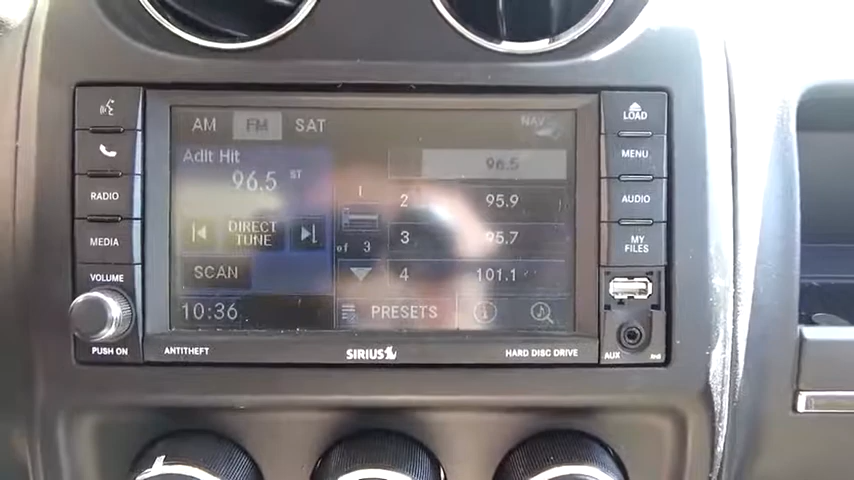 AM FM SAT NAV
Adlt Hit
96.5 ST
DIRECT
TUNE
SCAN
10:36
1
of 3
96.5
2 95.9
3 95.7
4 101.1
PRESETS
RADIO
MEDIA
VOLUME
PUSH ON
LOAD
MENU
AUDIO
MY
FILES
AUX
ANTITHEFT
SIRIUS
HARD DISC DRIVE